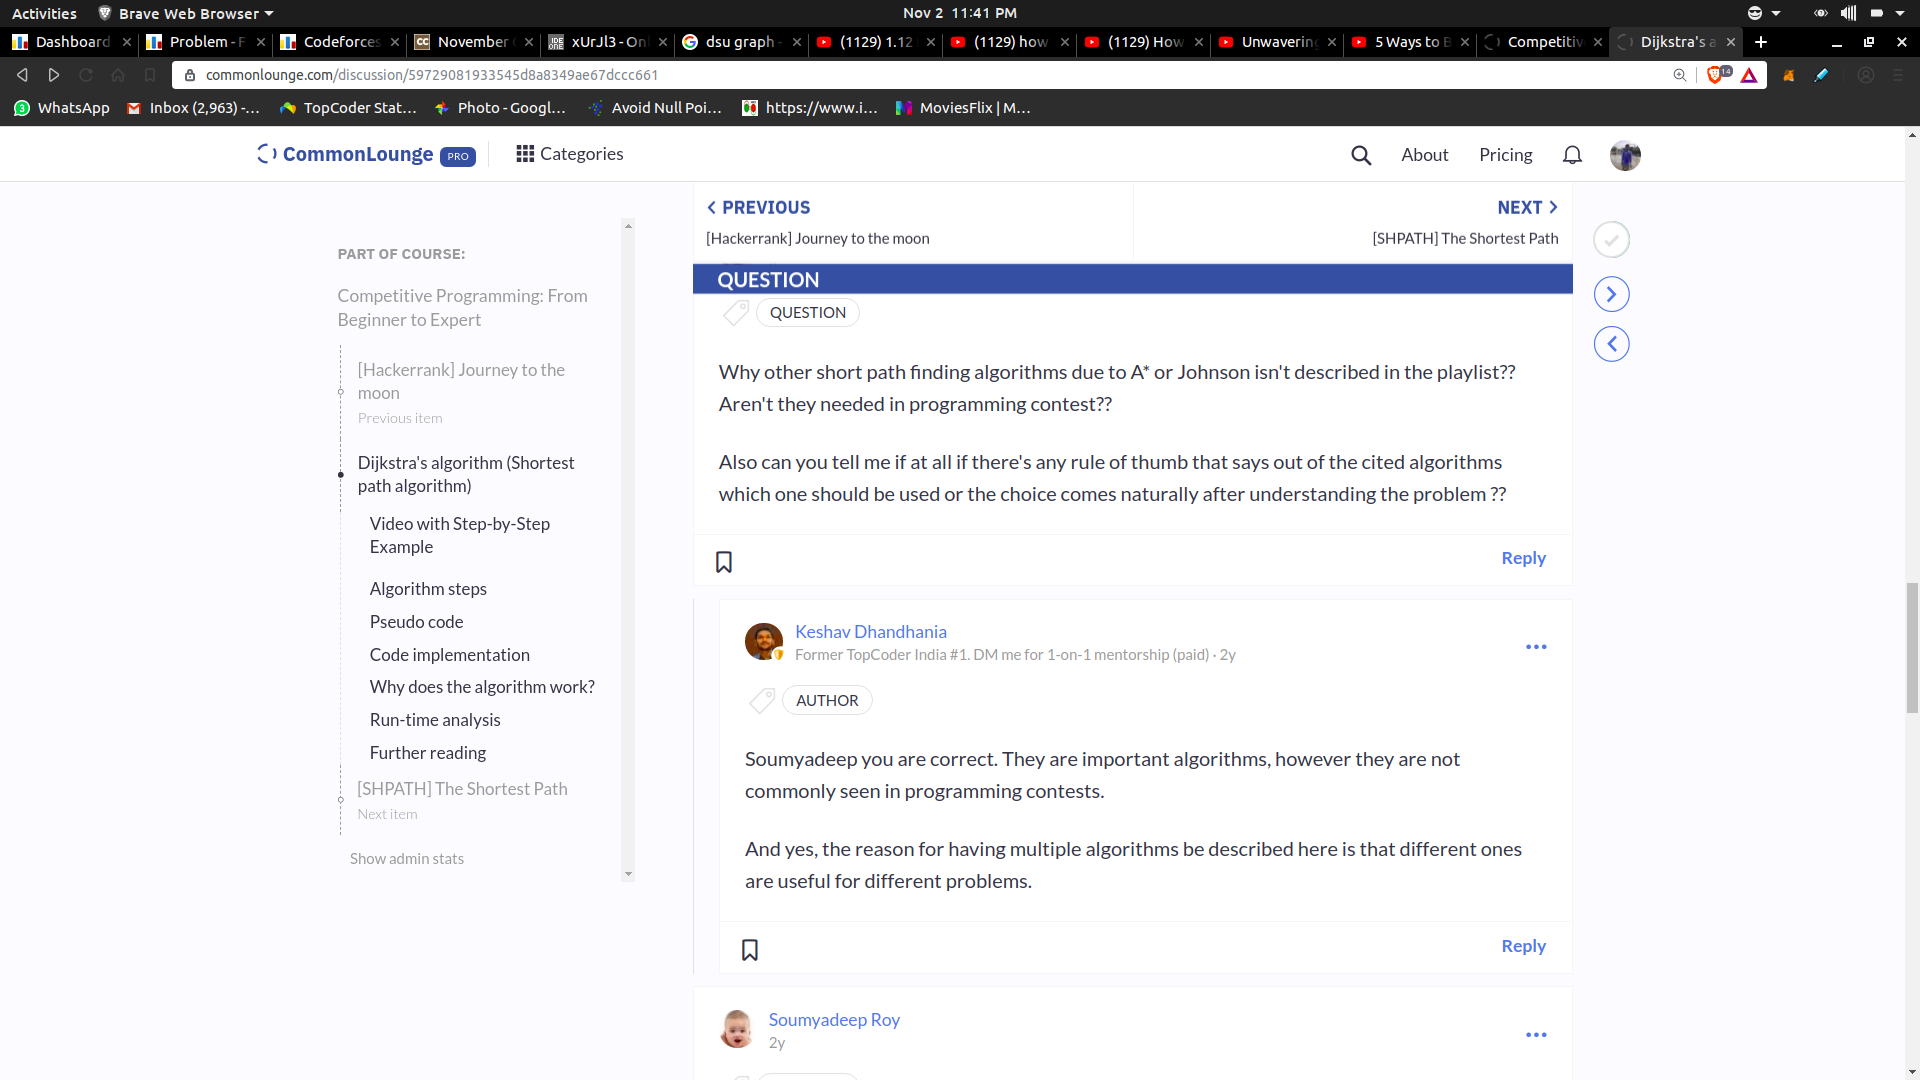 Activities
Brave Web Browser
Nov 2 11:41 PM
Dashboard
Problem - F
Codeforces
November
xUrJl3 - Onl
dsu graph -
(1129) 1.12
(1129) how
(1129) How
Unwavering
5 Ways to B
Competitiv
Dijkstra's a
commonlounge.com/discussion/59729081933545d8a8349ae67dccc661
14
WhatsApp
Inbox (2,963) -...
TopCoder Stat...
Photo - Googl...
Avoid Null Poi...
https://www.i...
MoviesFlix | M...
CommonLounge PRO
Categories
About
Pricing
PREVIOUS
[Hackerrank] Journey to the moon
NEXT
[SHPATH] The Shortest Path
PART OF COURSE:
Competitive Programming: From
Beginner to Expert
[Hackerrank] Journey to the
moon
Previous item
Dijkstra's algorithm (Shortest
path algorithm)
Video with Step-by-Step
Example
Algorithm steps
Pseudo code
Code implementation
Why does the algorithm work?
Run-time analysis
Further reading
[SHPATH] The Shortest Path
Next item
Show admin stats
QUESTION
QUESTION
Why other short path finding algorithms due to A* or Johnson isn't described in the playlist??
Aren't they needed in programming contest??
Also can you tell me if at all if there's any rule of thumb that says out of the cited algorithms
which one should be used or the choice comes naturally after understanding the problem ??
Reply
Keshav Dhandhania
Former TopCoder India #1. DM me for 1-on-1 mentorship (paid) · 2y
AUTHOR
Soumyadeep you are correct. They are important algorithms, however they are not
commonly seen in programming contests.
And yes, the reason for having multiple algorithms be described here is that different ones
are useful for different problems.
Reply
Soumyadeep Roy
2y